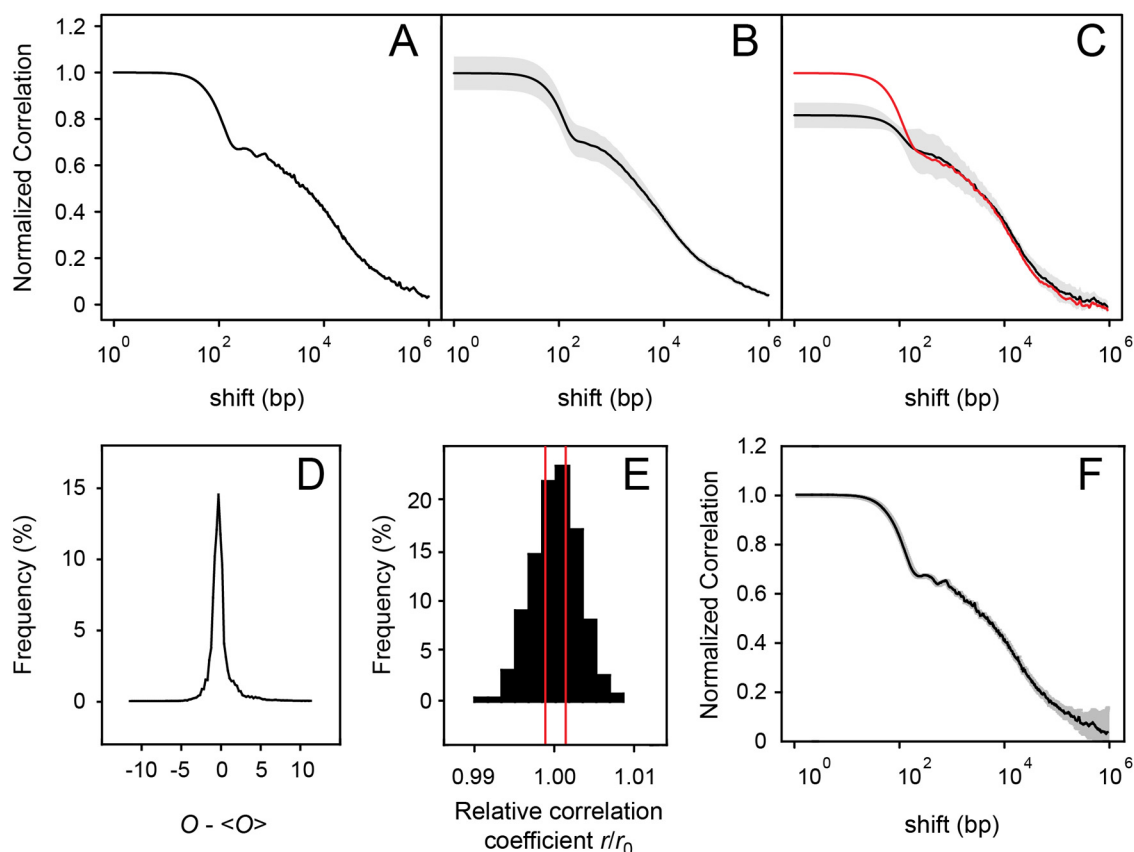 A
B
C
Normalized Correlation
1.2
1.0
0.8
0.6
0.4
0.2
0
10^0 10^2 10^4 10^6
10^0 10^2 10^4 10^6
10^0 10^2 10^4 10^6
shift (bp)
shift (bp)
shift (bp)
D
Frequency (%)
15
10
5
0
-10 -5 0 5 10
O - <O>
E
Frequency (%)
20
15
10
5
0
0.99 1.00 1.01
Relative correlation
coefficient r/r0
F
Normalized Correlation
1.2
1.0
0.8
0.6
0.4
0.2
0
10^0 10^2 10^4 10^6
shift (bp)